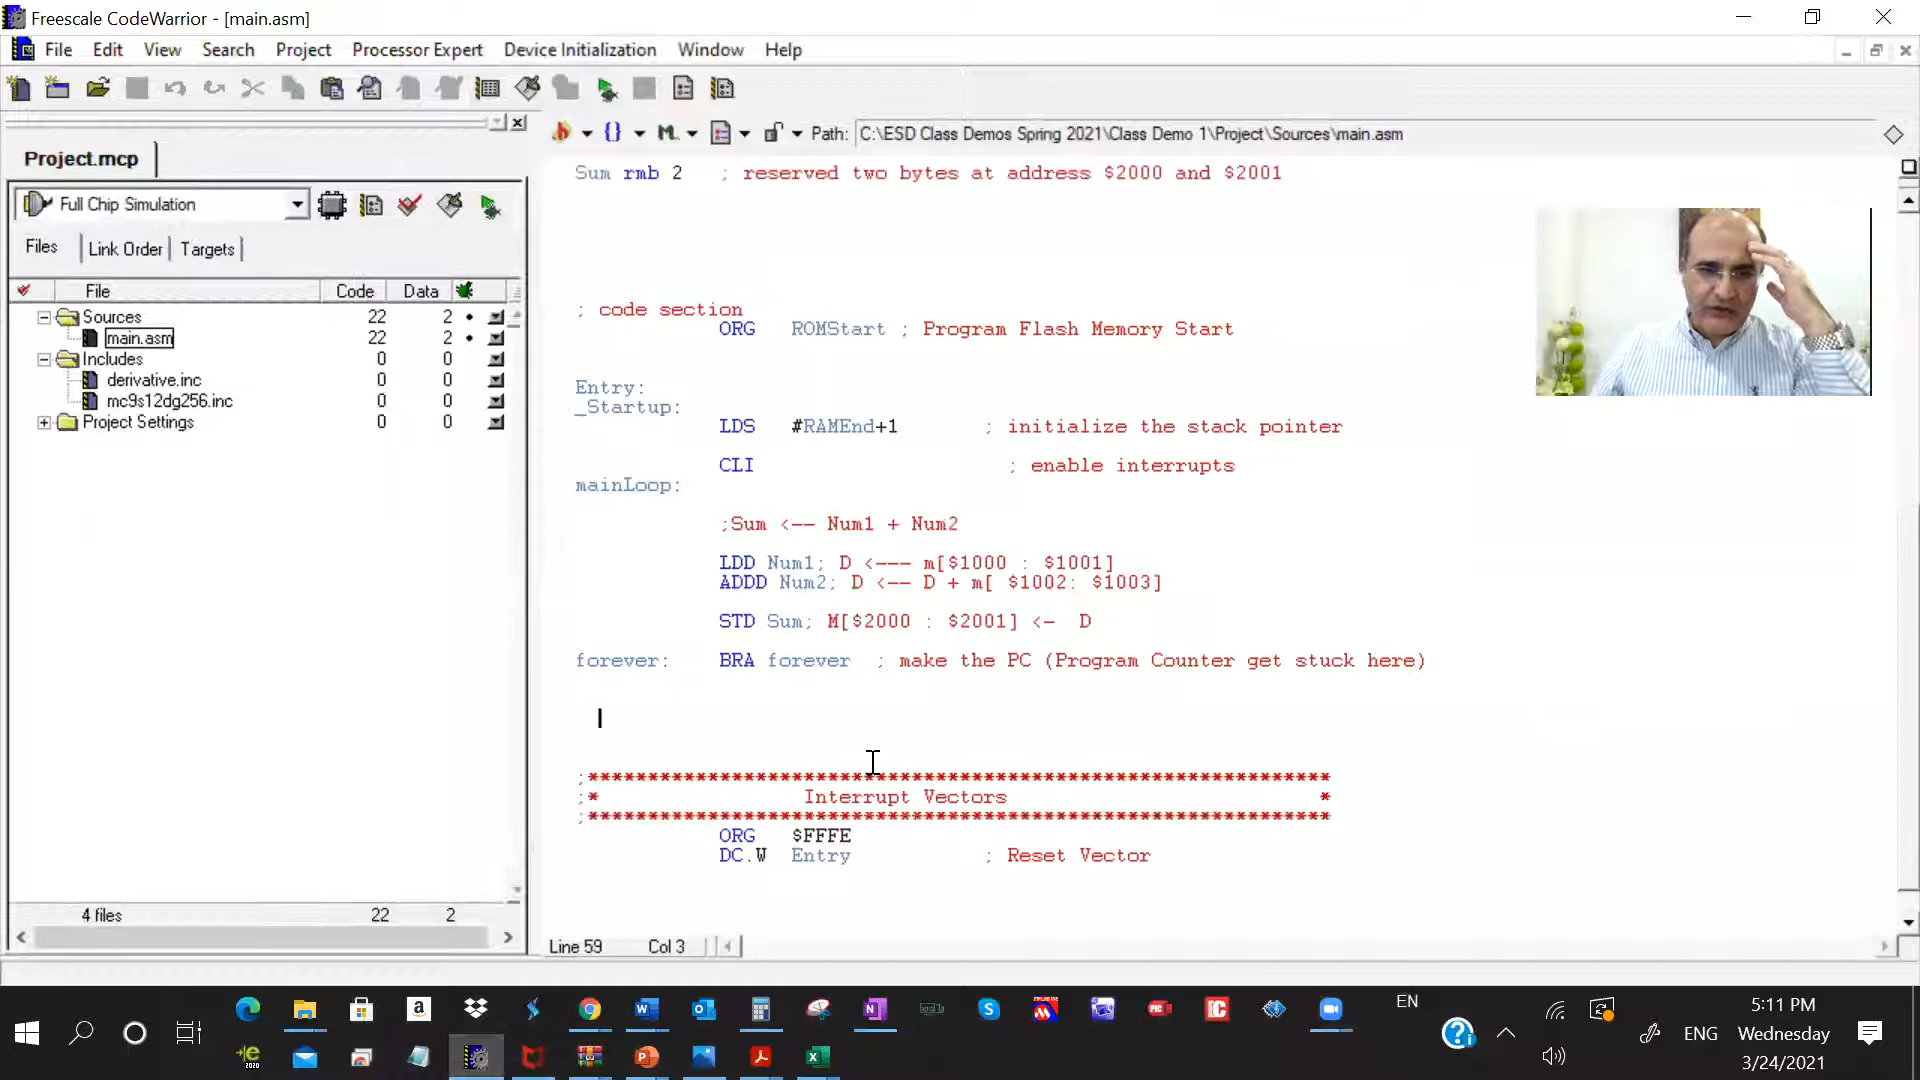 Freescale CodeWarrior - [main.asm]
File Edit View Search Project Processor Expert Device Initialization Window Help
Path: C:\ESD Class Demos Spring 2021\Class Demo 1\Project\Sources\main.asm
Project.mcp
Full Chip Simulation
Files Link Order Targets
File Code Data
Sources 22 2
main.asm 22 2
Includes 0 0
derivative.inc 0 0
mc9s12dg256.inc 0 0
Project Settings 0 0
4 files 22 2
Sum rmb 2 ; reserved two bytes at address $2000 and $2001
; code section
ORG ROMStart ; Program Flash Memory Start
Entry:
_Startup:
LDS #RAMEnd+1 ; initialize the stack pointer
CLI ; enable interrupts
mainLoop:
;Sum <-- Num1 + Num2
LDD Num1; D <--- m[$1000 : $1001]
ADDD Num2; D <-- D + m[ $1002: $1003]
STD Sum; M[$2000 : $2001] <- D
forever: BRA forever ; make the PC (Program Counter get stuck here)
;**************************************************************
;* Interrupt Vectors *
;**************************************************************
ORG $FFFE
DC.W Entry ; Reset Vector
Line 59 Col 3
EN
5:11 PM
ENG Wednesday
3/24/2021